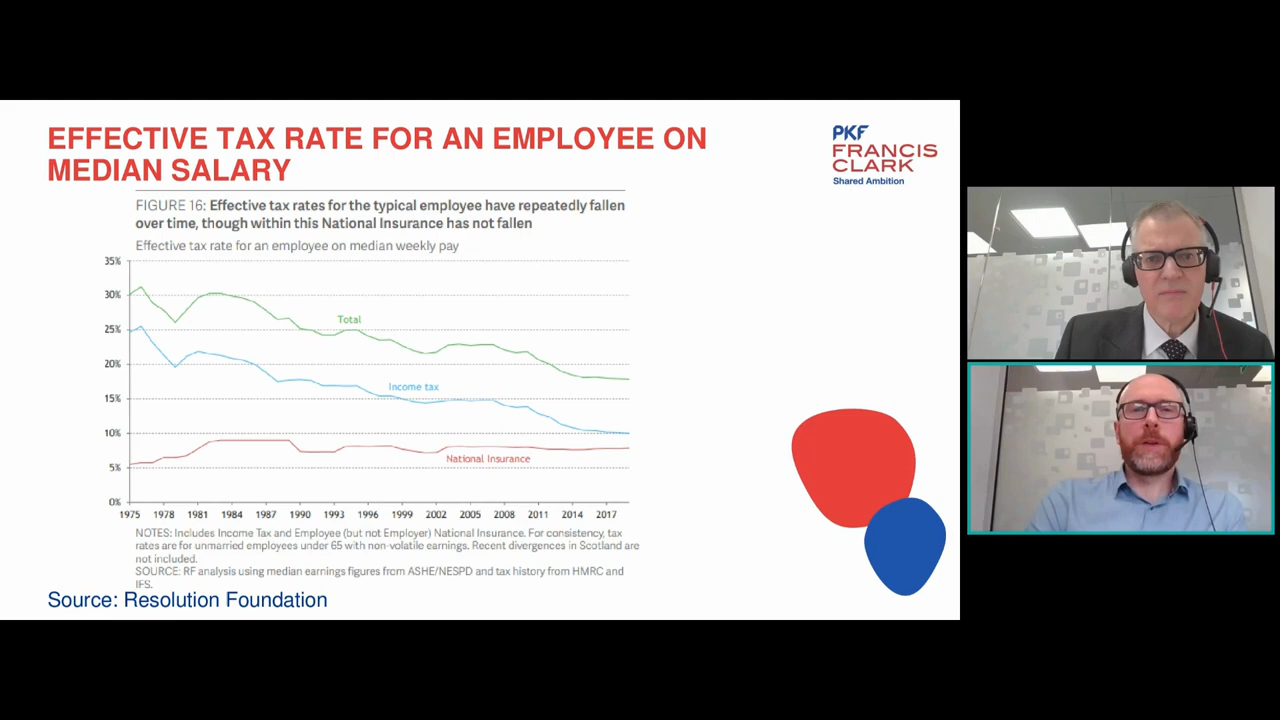 EFFECTIVE TAX RATE FOR AN EMPLOYEE ON
MEDIAN SALARY
PKF
FRANCIS
CLARK
Shared Ambition
FIGURE 16: Effective tax rates for the typical employee have repeatedly fallen
over time, though within this National Insurance has not fallen
Effective tax rate for an employee on median weekly pay
35%
30%
25%
20%
15%
10%
5%
0%
Total
Income tax
National Insurance
1975 1978 1981 1984 1987 1990 1993 1996 1999 2002 2005 2008 2011 2014 2017
NOTES: Includes Income Tax and Employee (but not Employer) National Insurance. For consistency, tax
rates are for unmarried employees under 65 with non-volatile earnings. Recent divergences in Scotland are
not included.
SOURCE: RF analysis using median earnings figures from ASHE/NESPD and tax history from HMRC and
IFS.
Source: Resolution Foundation